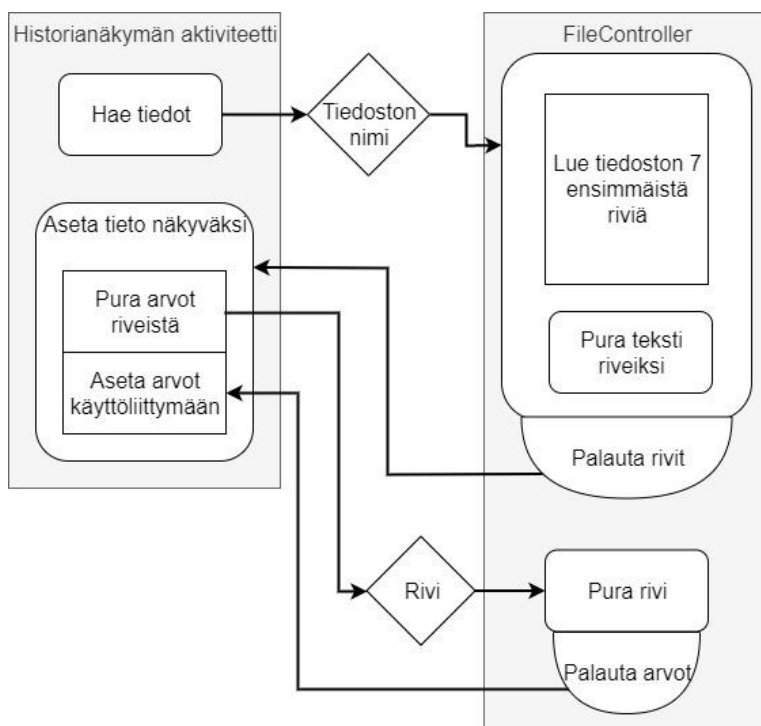 Historianäkymän aktiviteetti
Hae tiedot
Tiedoston
nimi
FileController
Lue tiedoston 7
ensimmäistä
riviä
Pura teksti
riveiksi
Palauta rivit
Aseta tieto näkyväksi
Pura arvot
riveistä
Aseta arvot
käyttöliittymään
Rivi
Pura rivi
Palauta arvot